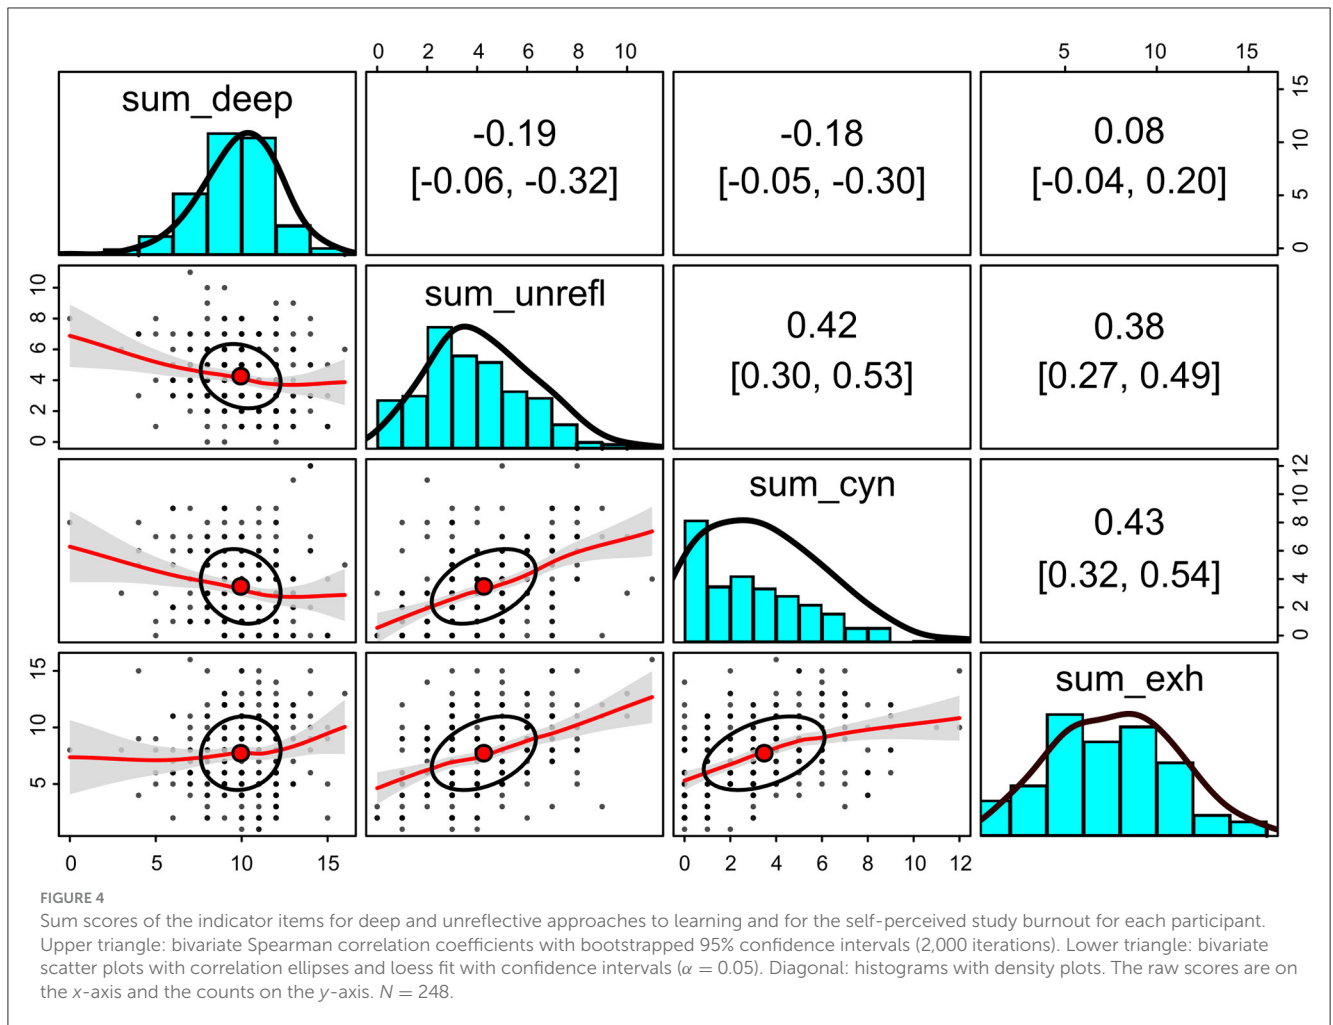 0 2 4 6 8 10
5 10 15
sum_deep
-0.19
[-0.06, -0.32]
-0.18
[-0.05, -0.30]
0.08
[-0.04, 0.20]
0 5 10 15
0 2 4 6 8 10
sum_unrefl
0.42
[0.30, 0.53]
0.38
[0.27, 0.49]
sum_cyn
0.43
[0.32, 0.54]
0 2 4 6 8 10 12
5 10 15
sum_exh
0 5 10 15
0 2 4 6 8 10 12
FIGURE 4
Sum scores of the indicator items for deep and unreflective approaches to learning and for the self-perceived study burnout for each participant.
Upper triangle: bivariate Spearman correlation coefficients with bootstrapped 95% confidence intervals (2,000 iterations). Lower triangle: bivariate
scatter plots with correlation ellipses and loess fit with confidence intervals (α = 0.05). Diagonal: histograms with density plots. The raw scores are on
the x-axis and the counts on the y-axis. N = 248.